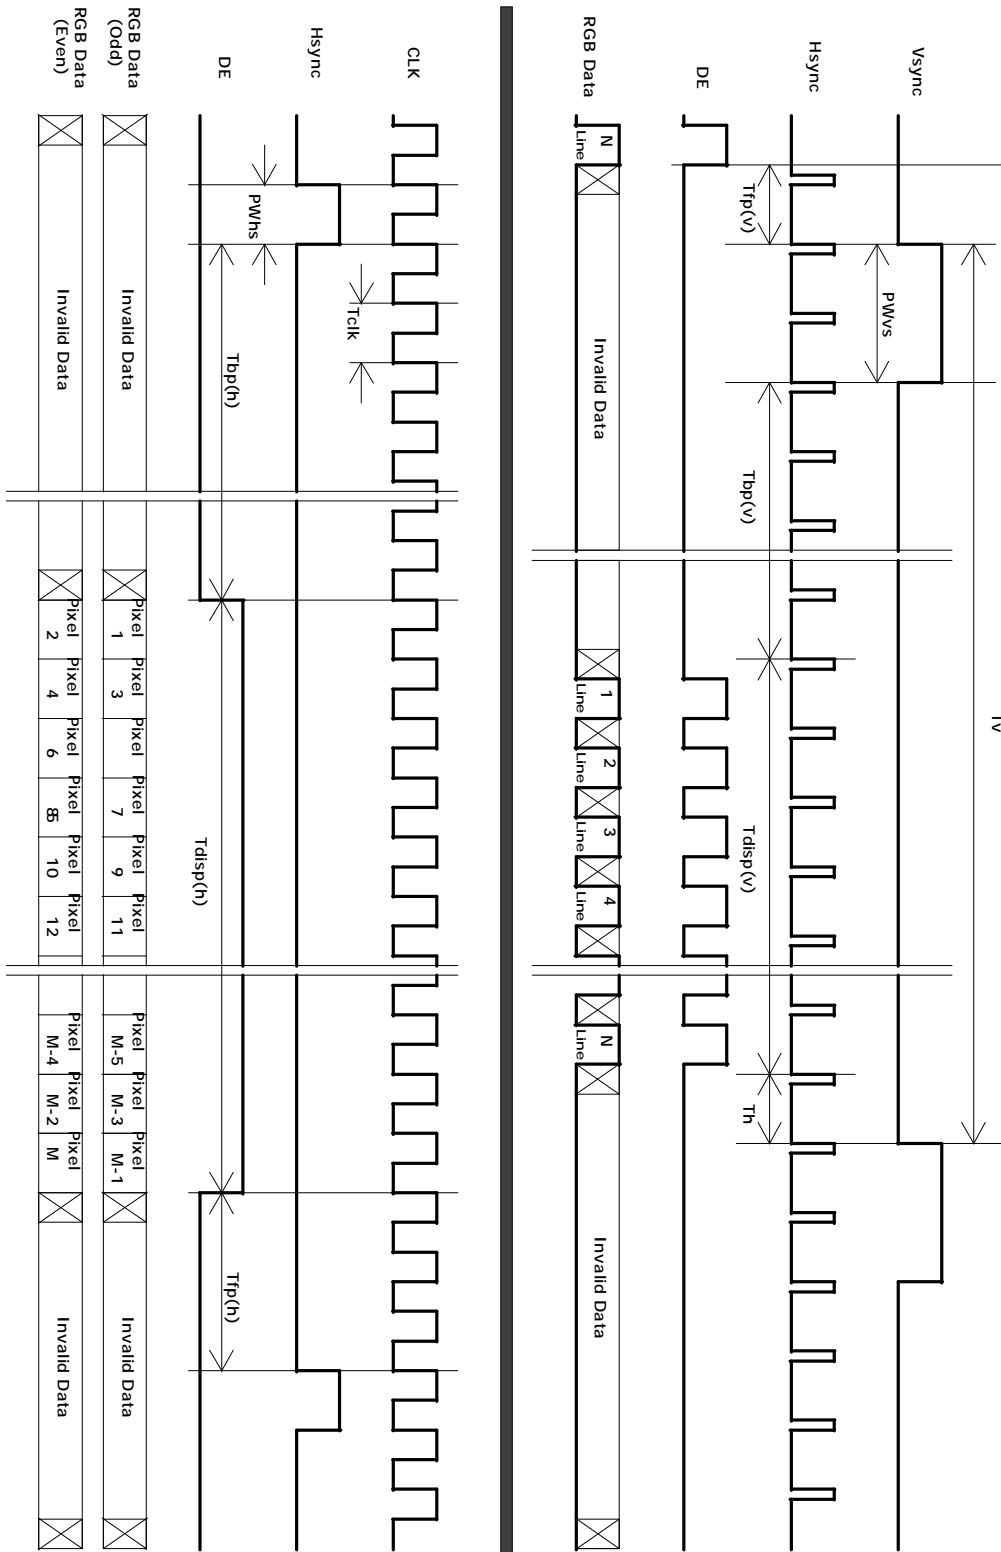 Tv
Vsync
PWvs
Hsync
Tfp(v) Tbp(v) Tdisp(v) Th
DE
RGB Data
N
Line
Invalid Data
1
Line
2
Line
3
Line
4
Line
N
Line
Invalid Data
CLK
Tclk
Hsync
PWhs
Tbp(h) Tdisp(h) Tfp(h)
DE
RGB Data
(Odd)
Invalid Data
Pixel
1
Pixel
3
Pixel
Pixel
7
Pixel
9
Pixel
11
Pixel
M-5
Pixel
M-3
Pixel
M-1
Invalid Data
RGB Data
(Even)
Invalid Data
Pixel
2
Pixel
4
Pixel
6
Pixel
85
Pixel
10
Pixel
12
Pixel
M-4
Pixel
M-2
Pixel
M
Invalid Data